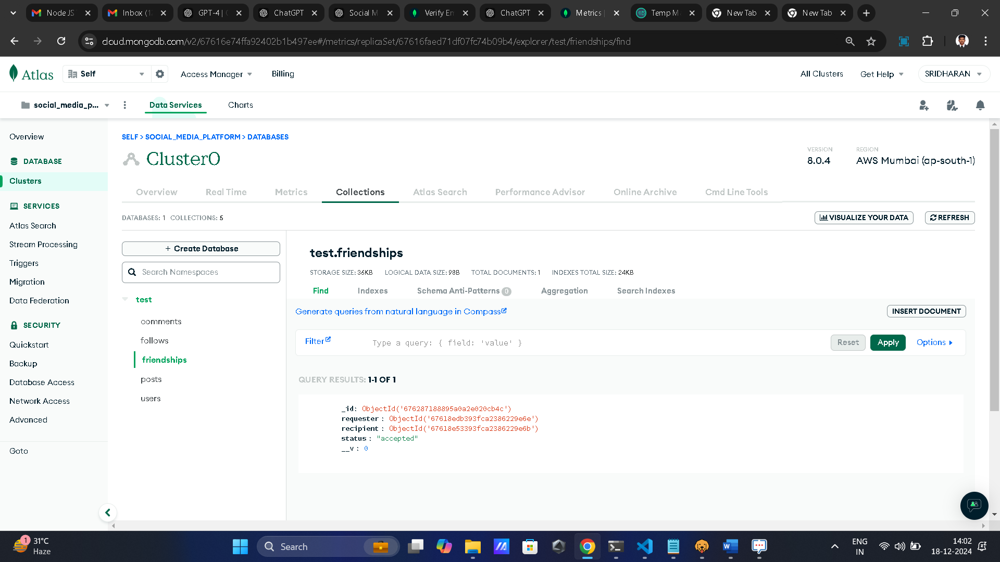 Node JS
Inbox (1
GPT-4 | C
ChatGPT
Social M
Verify Em
ChatGPT
Metrics |
Temp M
New Tab
New Tab
cloud.mongodb.com/v2/67616e74ffa92402b1b497ee#/metrics/replicaSet/67616faed71df07fc74b09b4/explorer/test/friendships/find
Atlas
Self
Access Manager
Billing
All Clusters
Get Help
SRIDHARAN
social_media_p...
Data Services
Charts
Overview
DATABASE
Clusters
SERVICES
Atlas Search
Stream Processing
Triggers
Migration
Data Federation
SECURITY
Quickstart
Backup
Database Access
Network Access
Advanced
Goto
SELF > SOCIAL_MEDIA_PLATFORM > DATABASES
Cluster0
VERSION
8.0.4
REGION
AWS Mumbai (ap-south-1)
Overview
Real Time
Metrics
Collections
Atlas Search
Performance Advisor
Online Archive
Cmd Line Tools
DATABASES: 1 COLLECTIONS: 5
VISUALIZE YOUR DATA
REFRESH
+ Create Database
Search Namespaces
test
comments
follows
friendships
posts
users
test.friendships
STORAGE SIZE: 36KB LOGICAL DATA SIZE: 98B TOTAL DOCUMENTS: 1 INDEXES TOTAL SIZE: 24KB
Find
Indexes
Schema Anti-Patterns 0
Aggregation
Search Indexes
Generate queries from natural language in Compass
INSERT DOCUMENT
Filter
Type a query: { field: 'value' }
Reset
Apply
Options
QUERY RESULTS: 1-1 OF 1
_id: ObjectId('676287188895a0a2e020cb4c')
requester : ObjectId('67618edb393fca2386229e6e')
recipient : ObjectId('67618e53393fca2386229e6b')
status : "accepted"
__v : 0
1
31°C
Haze
Search
ENG
IN
14:02
18-12-2024